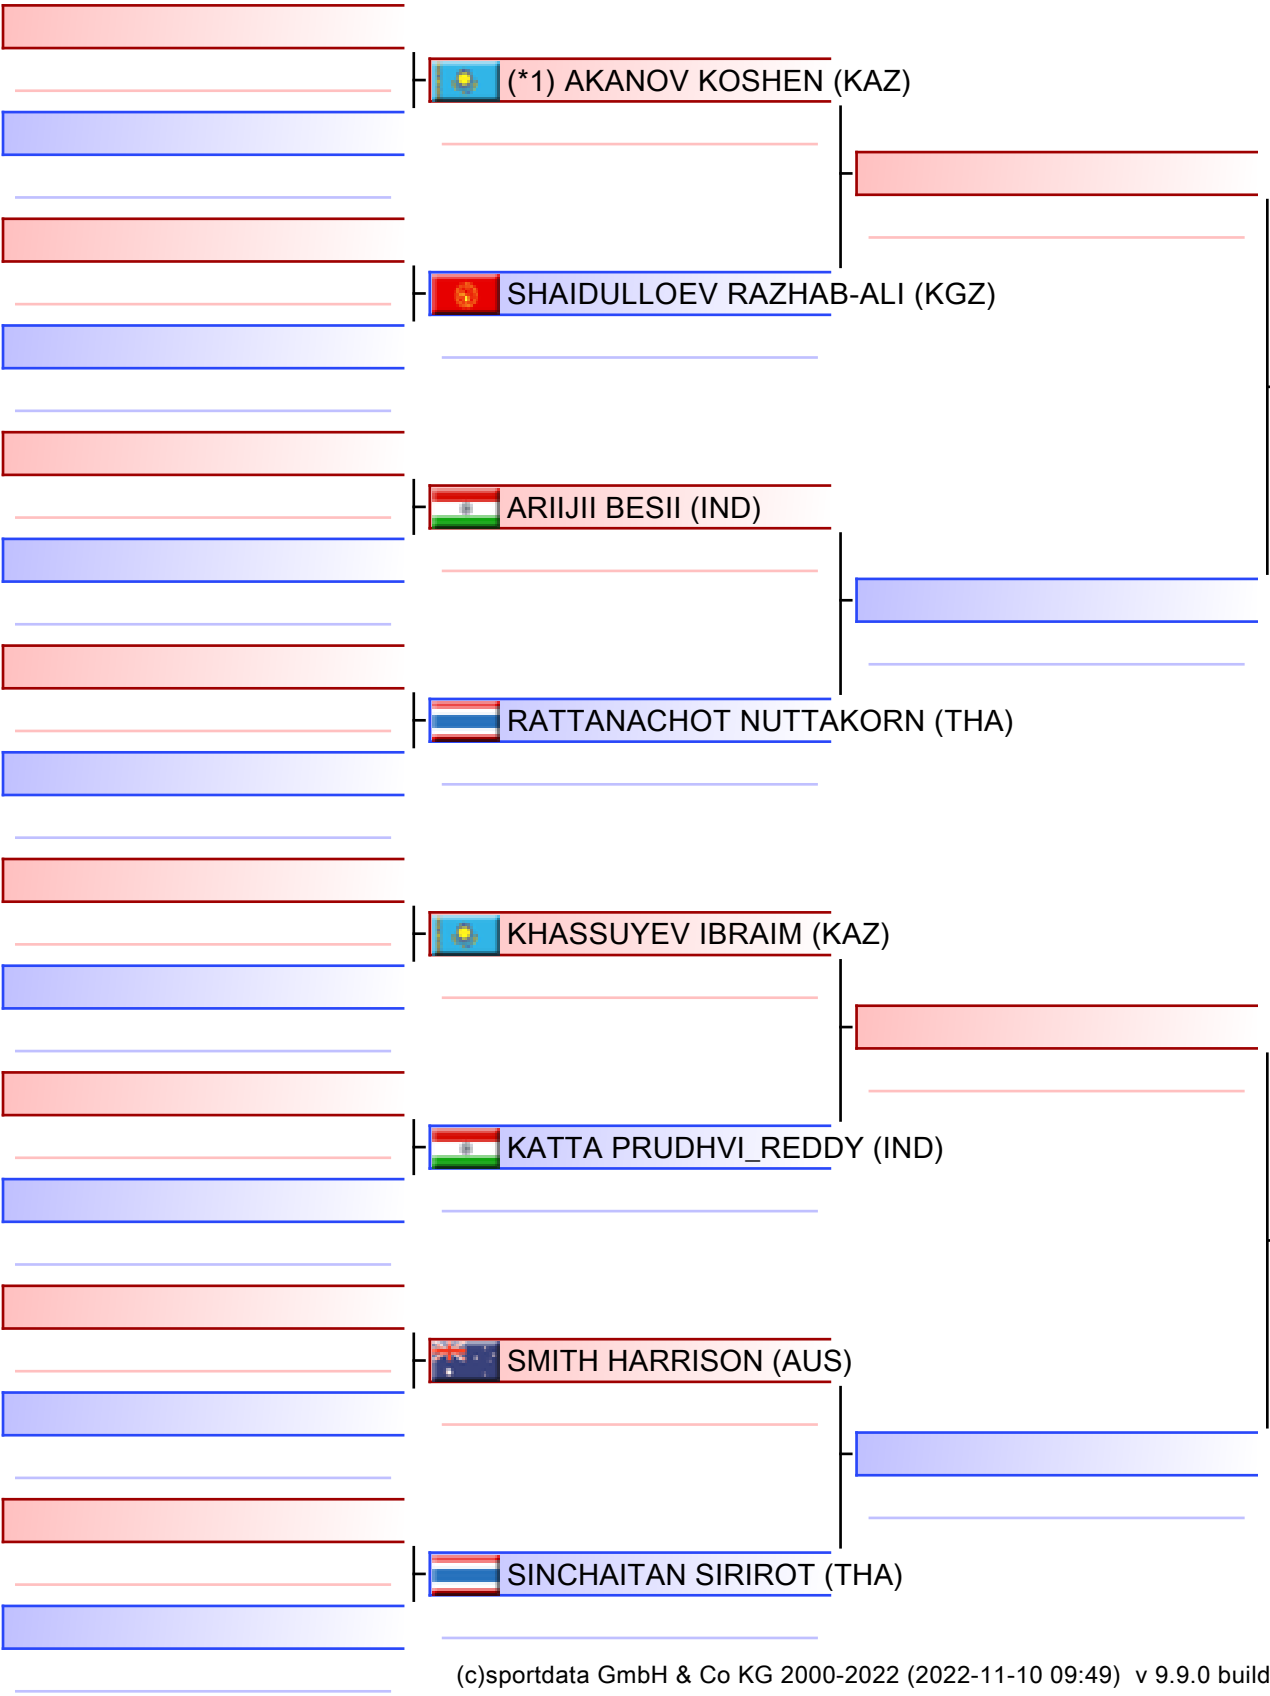 (*1) AKANOV KOSHEN (KAZ)
SHAIDULLOEV RAZHAB-ALI (KGZ)
ARIIJII BESII (IND)
RATTANACHOT NUTTAKORN (THA)
KHASSUYEV IBRAIM (KAZ)
KATTA PRUDHVI_REDDY (IND)
SMITH HARRISON (AUS)
SINCHAITAN SIRIROT (THA)
(c)sportdata GmbH & Co KG 2000-2022 (2022-11-10 09:49) v 9.9.0 build